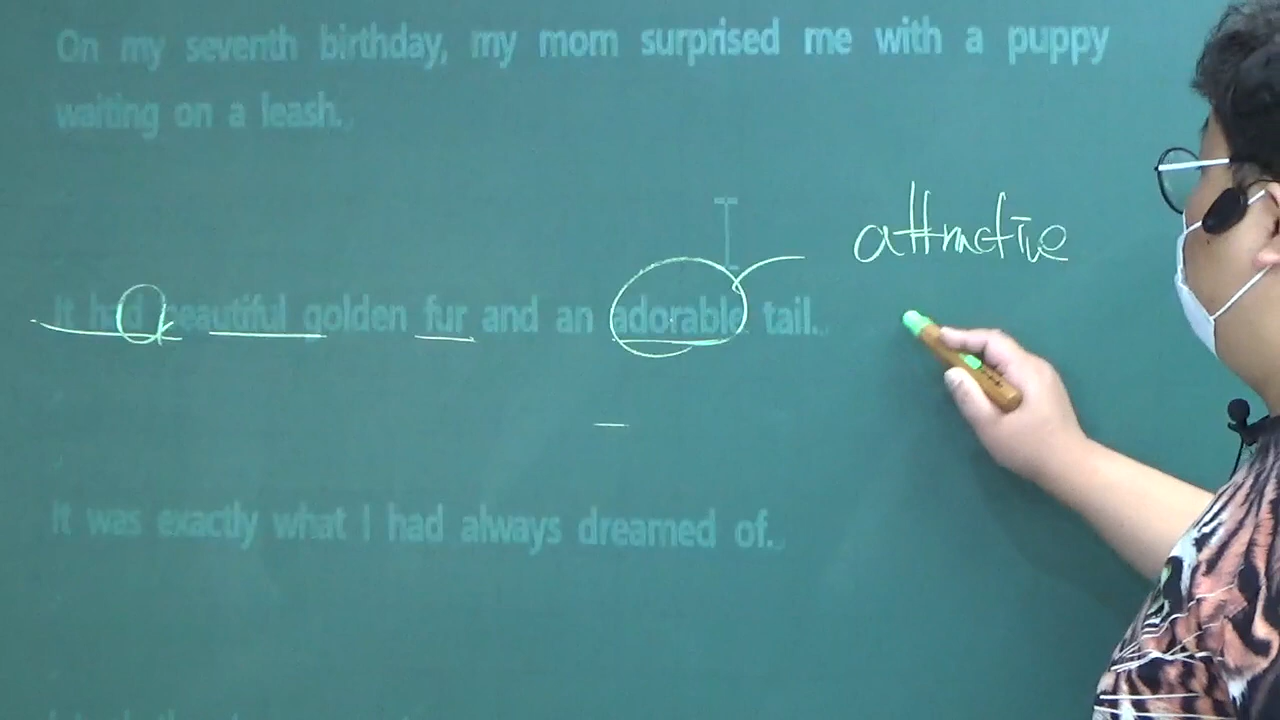 On my seventh birthday, my mom surprised me with a puppy
waiting on a leash.
attractive
It had beautiful golden fur and an adorable tail.
It was exactly what I had always dreamed of.